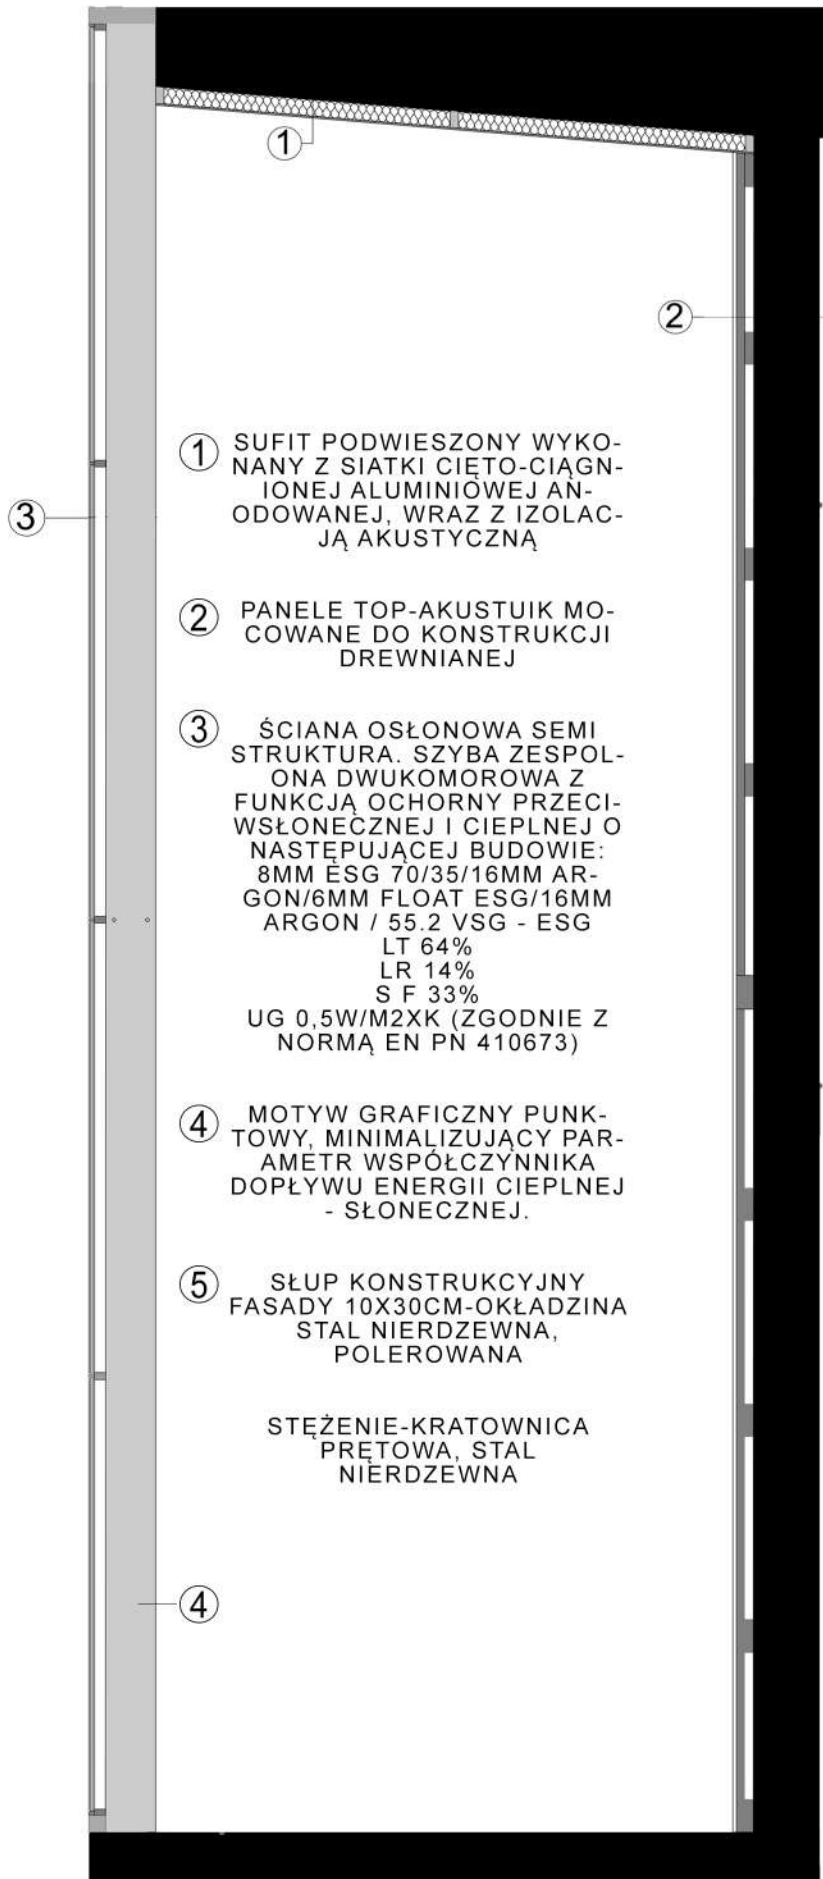 1
2
3
1 SUFIT PODWIESZONY WYKO-
NANY Z SIATKI CIĘTO-CIĄGN-
IONEJ ALUMINIOWEJ AN-
ODOWANEJ, WRAZ Z IZOLAC-
JĄ AKUSTYCZNĄ
2 PANELE TOP-AKUSTUIK MO-
COWANE DO KONSTRUKCJI
DREWNIANEJ
3 ŚCIANA OSŁONOWA SEMI
STRUKTURA. SZYBA ZESPOL-
ONA DWUKOMOROWA Z
FUNKCJĄ OCHORNY PRZECI-
WSŁONECZNEJ I CIEPLNEJ O
NASTĘPUJĄCEJ BUDOWIE:
8MM ESG 70/35/16MM AR-
GON/6MM FLOAT ESG/16MM
ARGON / 55.2 VSG - ESG
LT 64%
LR 14%
S F 33%
UG 0,5W/M2XK (ZGODNIE Z
NORMĄ EN PN 410673)
4 MOTYW GRAFICZNY PUNK-
TOWY, MINIMALIZUJĄCY PAR-
AMETR WSPÓŁCZYNNIKA
DOPŁYWU ENERGII CIEPLNEJ
- SŁONECZNEJ.
5 SŁUP KONSTRUKCYJNY
FASADY 10X30CM-OKŁADZINA
STAL NIERDZEWNA,
POLEROWANA
STĘŻENIE-KRATOWNICA
PRĘTOWA, STAL
NIERDZEWNA
4